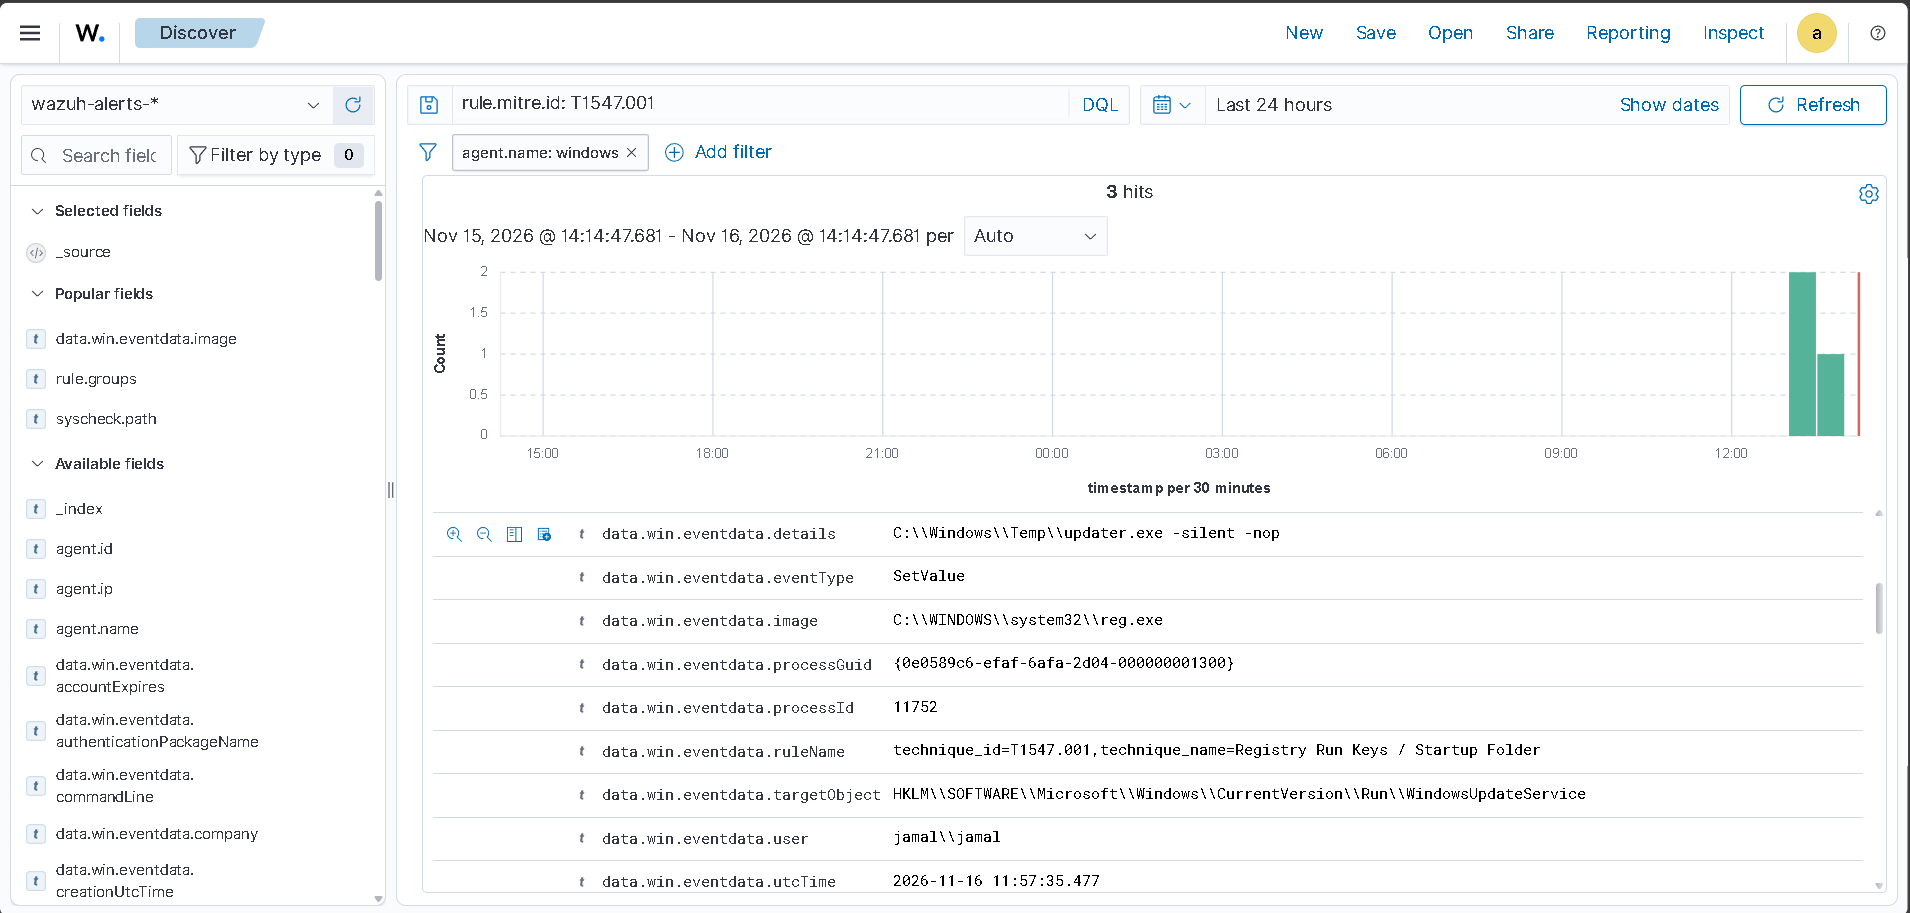 W.
Discover
New
Save
Open
Share
Reporting
Inspect
a
wazuh-alerts-*
Search fielc
Filter by type 0
Selected fields
_source
Popular fields
t data.win.eventdata.image
t rule.groups
t syscheck.path
Available fields
t _index
t agent.id
t agent.ip
t agent.name
t data.win.eventdata.
accountExpires
t data.win.eventdata.
authenticationPackageName
t data.win.eventdata.
commandLine
t data.win.eventdata.company
t data.win.eventdata.
creationUtcTime
rule.mitre.id: T1547.001
DQL
Last 24 hours
Show dates
Refresh
agent.name: windows
Add filter
3 hits
Nov 15, 2026 @ 14:14:47.681 - Nov 16, 2026 @ 14:14:47.681 per Auto
Count
2
1.5
1
0.5
0
15:00 18:00 21:00 00:00 03:00 06:00 09:00 12:00
timestamp per 30 minutes
t data.win.eventdata.details C:\\Windows\\Temp\\updater.exe -silent -nop
t data.win.eventdata.eventType SetValue
t data.win.eventdata.image C:\\WINDOWS\\system32\\reg.exe
t data.win.eventdata.processGuid {0e0589c6-efaf-6afa-2d04-000000001300}
t data.win.eventdata.processId 11752
t data.win.eventdata.ruleName technique_id=T1547.001,technique_name=Registry Run Keys / Startup Folder
t data.win.eventdata.targetObject HKLM\\SOFTWARE\\Microsoft\\Windows\\CurrentVersion\\Run\\WindowsUpdateService
t data.win.eventdata.user jamal\\jamal
t data.win.eventdata.utcTime 2026-11-16 11:57:35.477